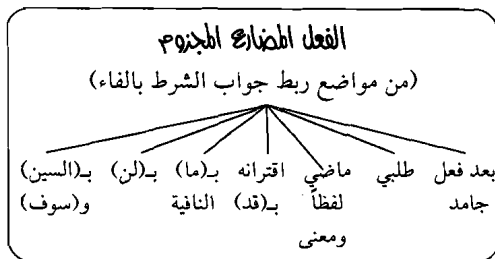 الفعل المضارع المجزوم
(من مواضع ربط جواب الشرط بالفاء)
بعد فعل جامد
طلبي
ماضي لفظاً ومعنى
اقترانه بـ(قد)
بـ(ما) النافية
بـ(لن)
بـ(السين) و(سوف)